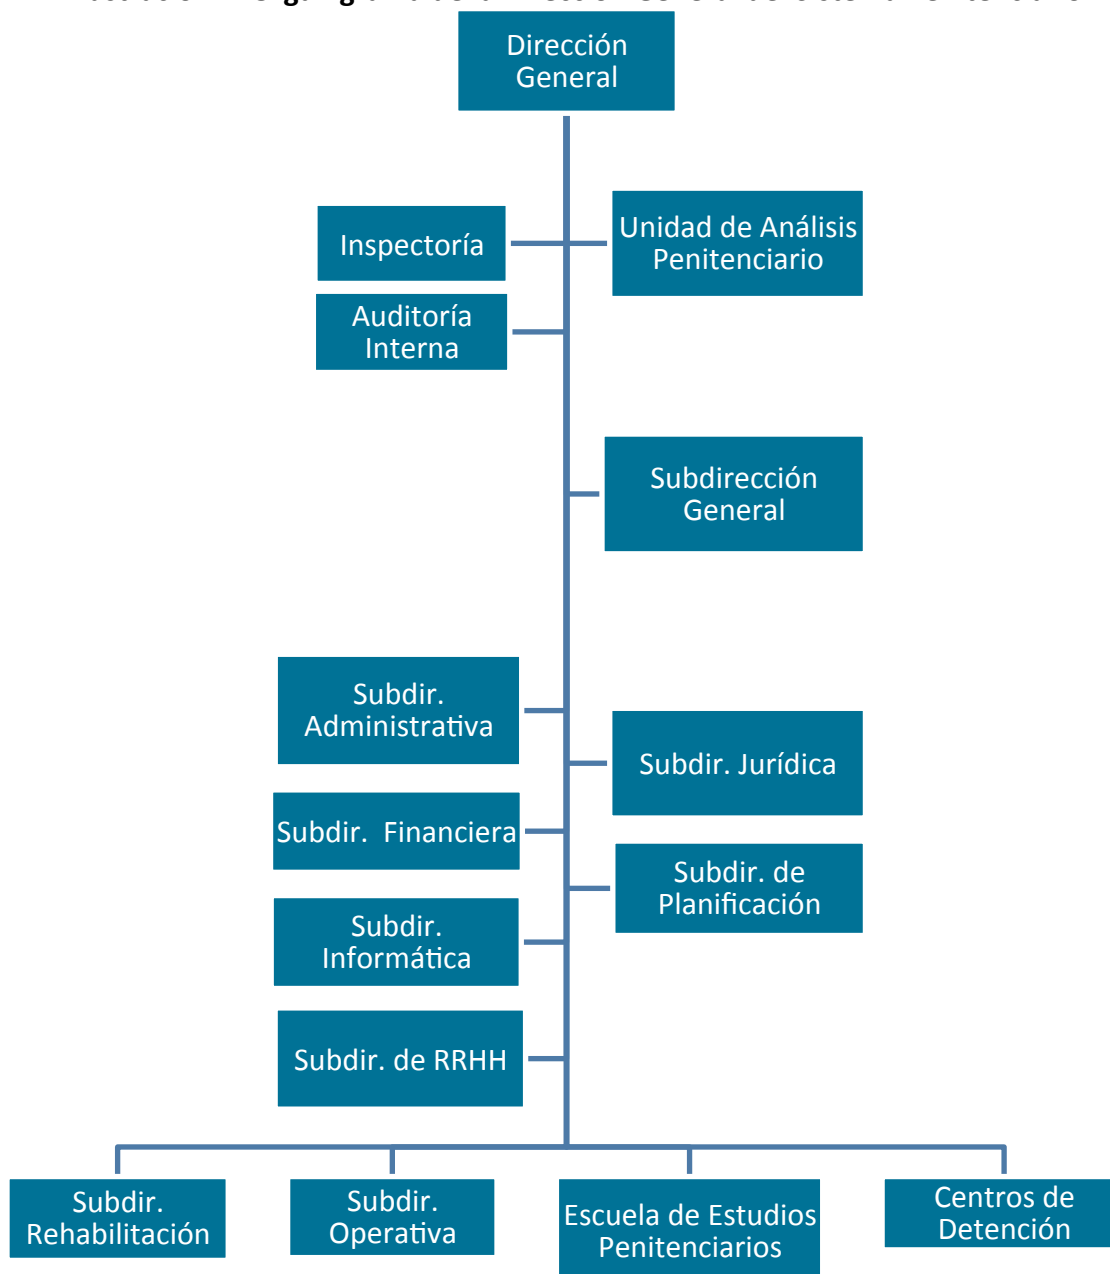 Dirección
General
Inspectoría
Unidad de Análisis
Penitenciario
Auditoría
Interna
Subdirección
General
Subdir.
Administrativa
Subdir. Jurídica
Subdir.  Financiera
Subdir. de
Planificación
Subdir.
Informática
Subdir. de RRHH
Subdir.
Rehabilitación
Subdir.
Operativa
Escuela de Estudios
Penitenciarios
Centros de
Detención